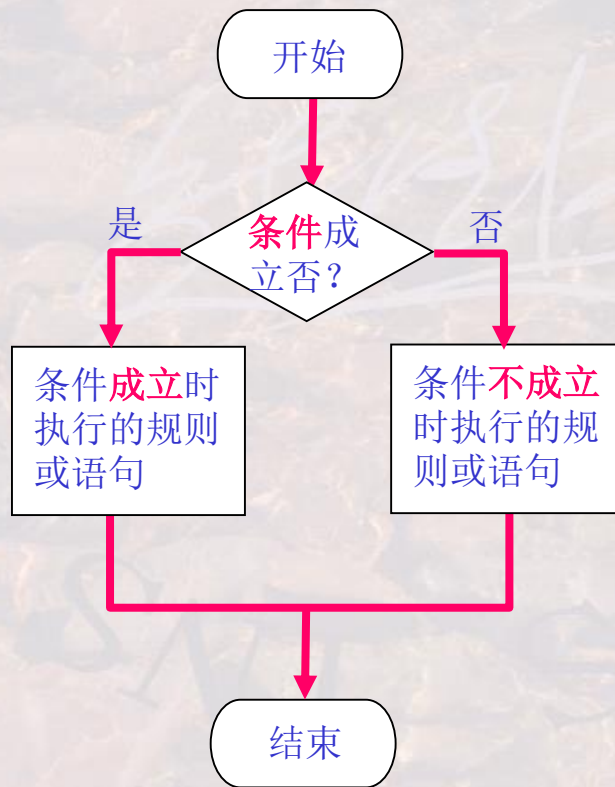 开始
是
条件成
立否？
否
条件成立时
执行的规则
或语句
条件不成立
时执行的规
则或语句
结束